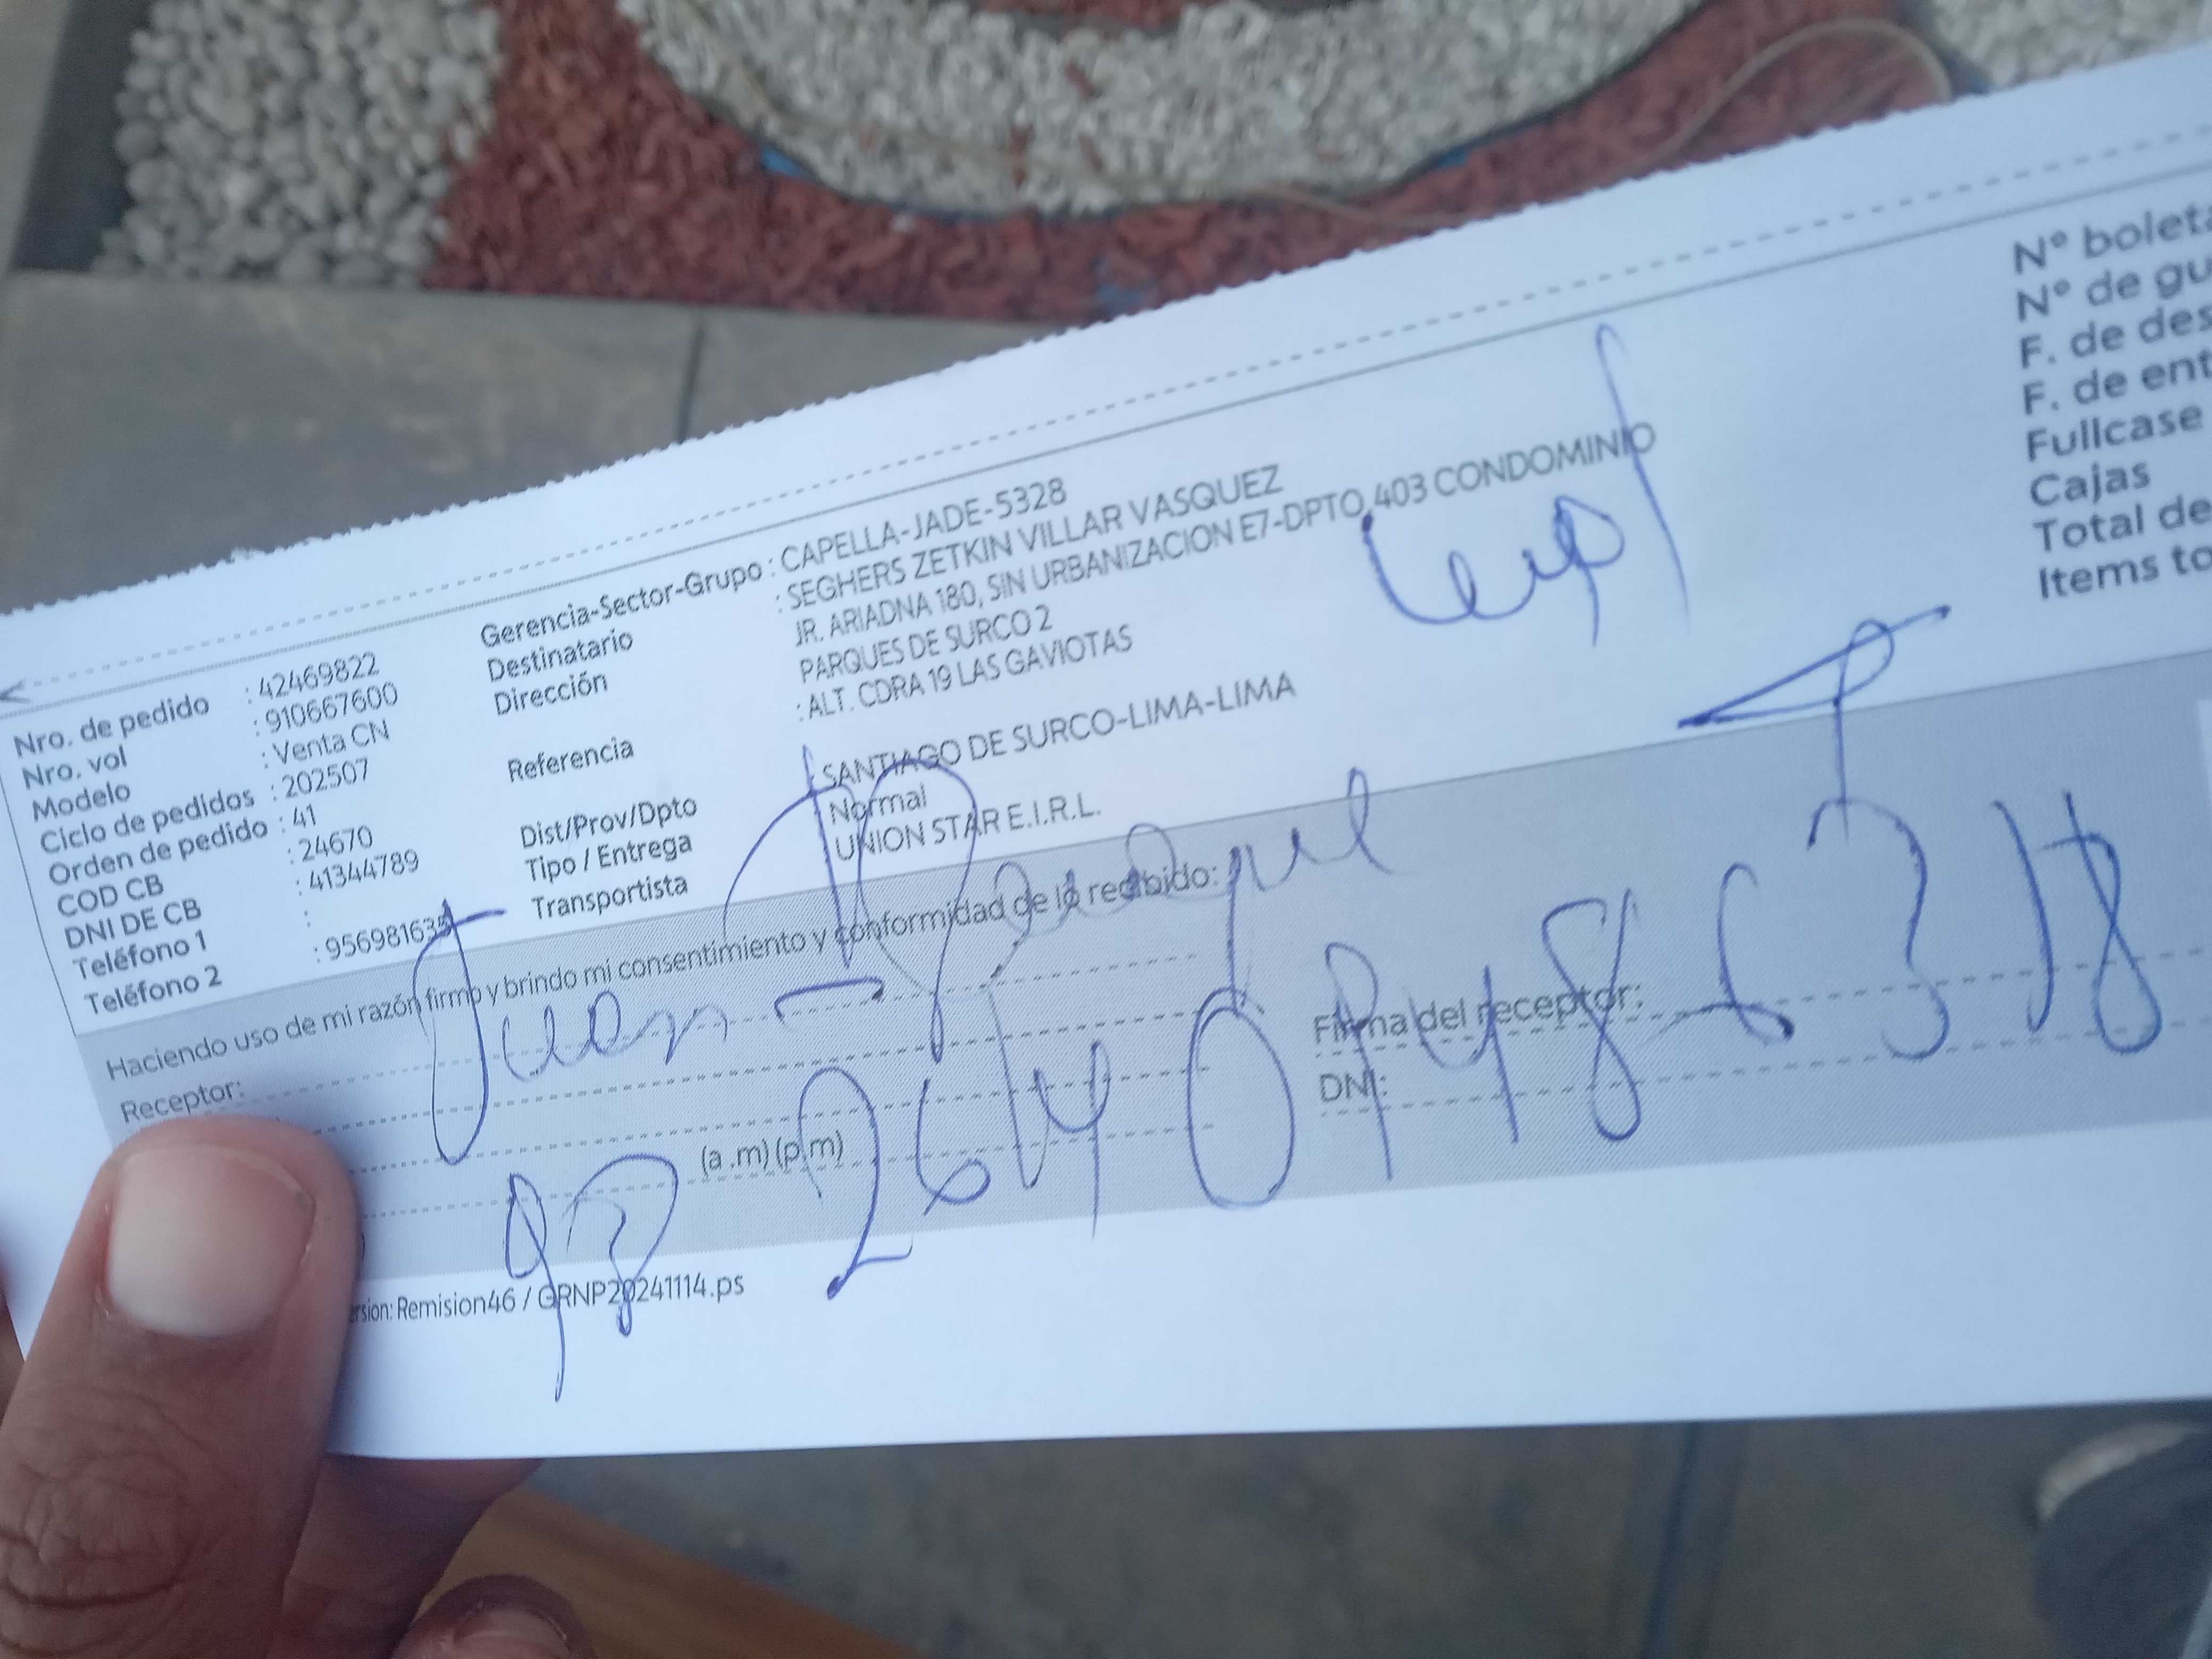 Nro. de pedido : 42469822
Nro. vol : 910667600
Modelo : Venta CN
Ciclo de pedidos : 202507
Orden de pedido : 41
COD CB : 24670
DNI DE CB : 41344789
Teléfono 1 :
Teléfono 2 : 956981635
Gerencia-Sector-Grupo : CAPELLA-JADE-5328
Destinatario : SEGHERS ZETKIN VILLAR VASQUEZ
Dirección JR. ARIADNA 180, SIN URBANIZACION E7-DPTO 403 CONDOMINIO
PARQUES DE SURCO 2
Referencia : ALT. CDRA 19 LAS GAVIOTAS
Dist/Prov/Dpto SANTIAGO DE SURCO-LIMA-LIMA
Tipo / Entrega Normal
Transportista UNION STAR E.I.R.L.
Nº boleta
Nº de gu
F. de des
F. de ent
Fullcase
Cajas
Total de
Items to
Haciendo uso de mi razón firmo y brindo mi consentimiento y conformidad de lo recibido:
Receptor: Juan
Firma del receptor:
DNI:
(a.m) (p.m)
ersion: Remision46 / GRNP20241114.ps